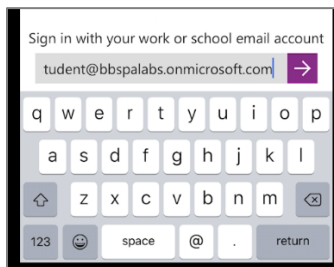 Sign in with your work or school email account
tudent@bbspalabs.onmicrosoft.com
q w e r t y u i o p
a s d f g h j k l
z x c v b n m
123 space @ . return